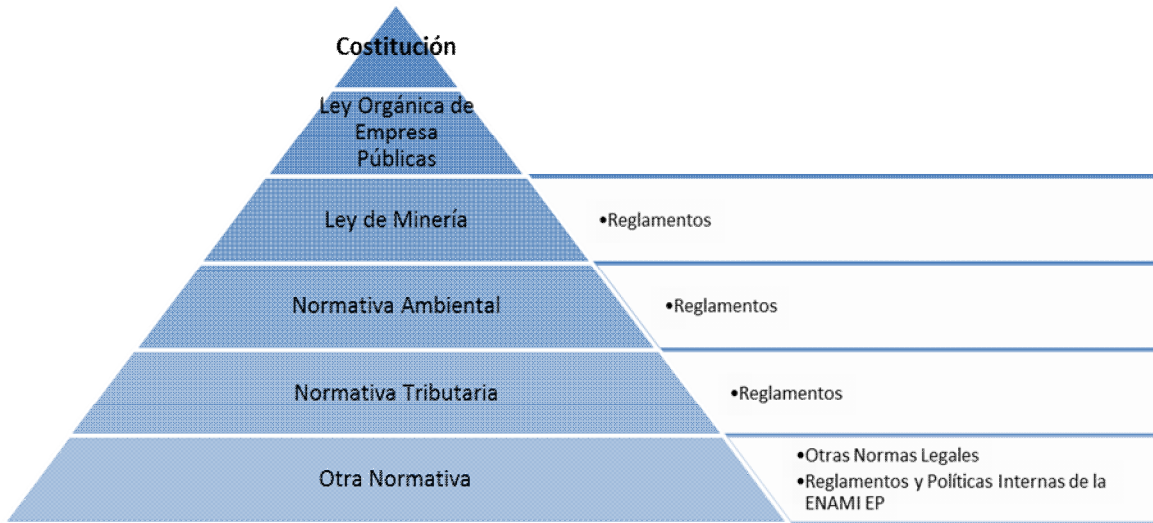 Costitución
Ley Orgánica de
Empresa
Públicas
Ley de Minería
•Reglamentos
Normativa Ambiental
•Reglamentos
Normativa Tributaria
•Reglamentos
Otra Normativa
•Otras Normas Legales
•Reglamentos y Políticas Internas de la
ENAMI EP